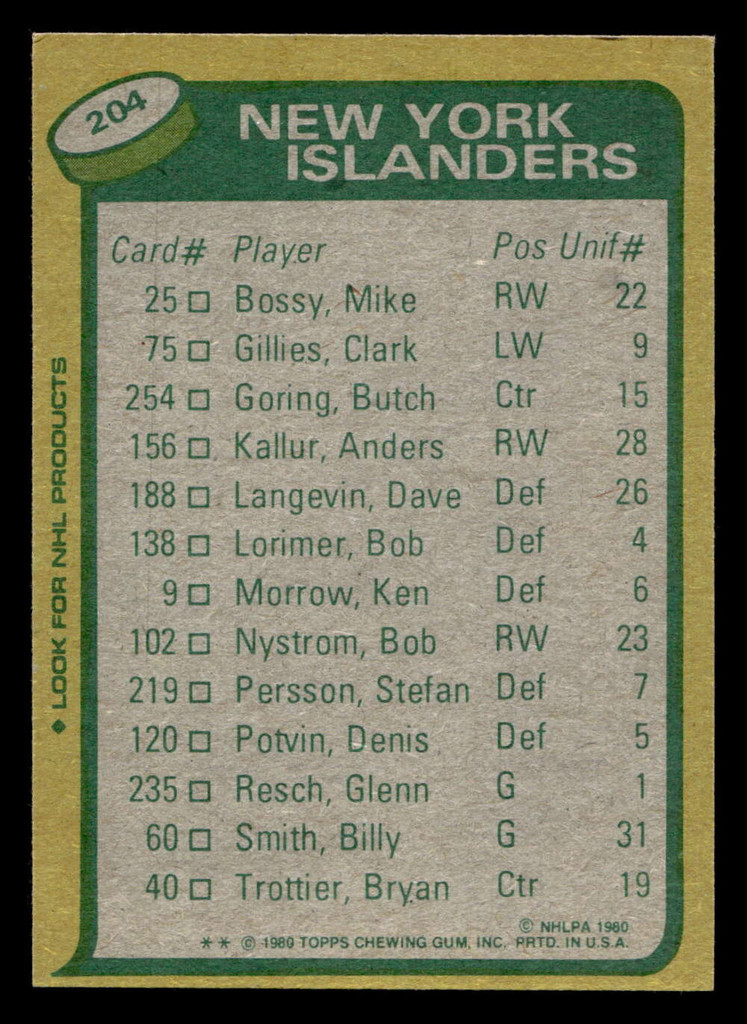 204
NEW YORK
ISLANDERS
Card# Player Pos Unif#
25 □ Bossy, Mike RW 22
75 □ Gillies, Clark LW 9
254 □ Goring, Butch Ctr 15
156 □ Kallur, Anders RW 28
188 □ Langevin, Dave Def 26
138 □ Lorimer, Bob Def 4
9 □ Morrow, Ken Def 6
102 □ Nystrom, Bob RW 23
219 □ Persson, Stefan Def 7
120 □ Potvin, Denis Def 5
235 □ Resch, Glenn G 1
60 □ Smith, Billy G 31
40 □ Trottier, Bryan Ctr 19
© NHLPA 1980
** © 1980 TOPPS CHEWING GUM, INC. PRTD. IN U.S.A.
◆ LOOK FOR NHL PRODUCTS